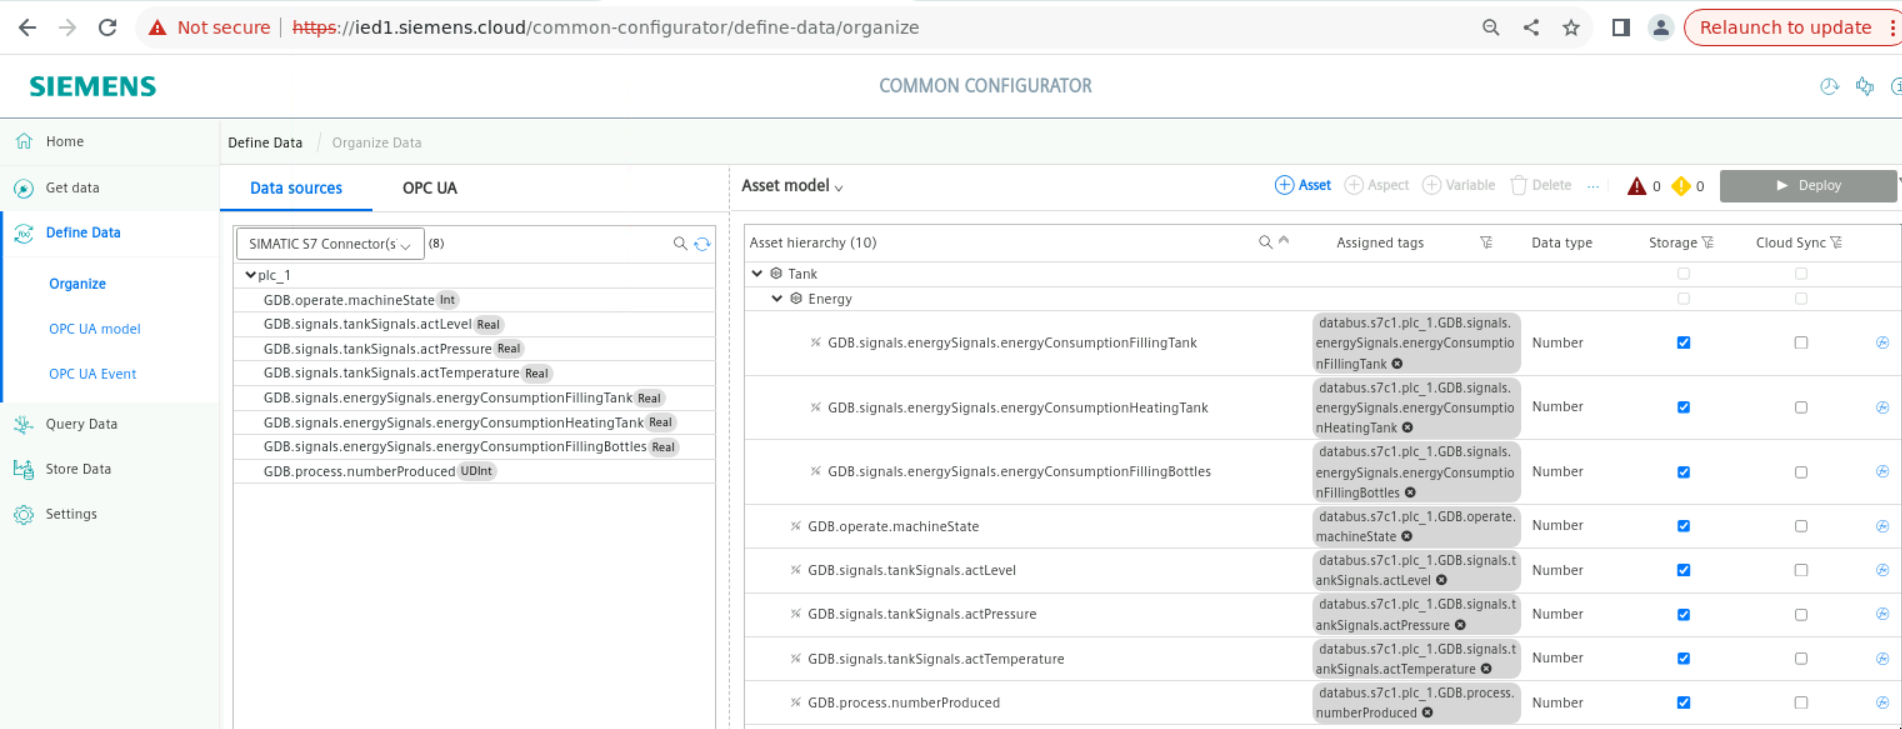 Not secure | https://ied1.siemens.cloud/common-configurator/define-data/organize
Relaunch to update
SIEMENS
COMMON CONFIGURATOR
Home
Get data
Define Data
Organize
OPC UA model
OPC UA Event
Query Data
Store Data
Settings
Define Data / Organize Data
Data sources
OPC UA
SIMATIC S7 Connector(s
(8)
plc_1
GDB.operate.machineState Int
GDB.signals.tankSignals.actLevel Real
GDB.signals.tankSignals.actPressure Real
GDB.signals.tankSignals.actTemperature Real
GDB.signals.energySignals.energyConsumptionFillingTank Real
GDB.signals.energySignals.energyConsumptionHeatingTank Real
GDB.signals.energySignals.energyConsumptionFillingBottles Real
GDB.process.numberProduced UDInt
Asset model
Asset
Aspect
Variable
Delete
...
0
0
Deploy
Asset hierarchy (10)
Assigned tags
Data type
Storage
Cloud Sync
Tank
Energy
GDB.signals.energySignals.energyConsumptionFillingTank
databus.s7c1.plc_1.GDB.signals.
energySignals.energyConsumptio
nFillingTank
Number
GDB.signals.energySignals.energyConsumptionHeatingTank
databus.s7c1.plc_1.GDB.signals.
energySignals.energyConsumptio
nHeatingTank
Number
GDB.signals.energySignals.energyConsumptionFillingBottles
databus.s7c1.plc_1.GDB.signals.
energySignals.energyConsumptio
nFillingBottles
Number
GDB.operate.machineState
databus.s7c1.plc_1.GDB.operate.
machineState
Number
GDB.signals.tankSignals.actLevel
databus.s7c1.plc_1.GDB.signals.t
ankSignals.actLevel
Number
GDB.signals.tankSignals.actPressure
databus.s7c1.plc_1.GDB.signals.t
ankSignals.actPressure
Number
GDB.signals.tankSignals.actTemperature
databus.s7c1.plc_1.GDB.signals.t
ankSignals.actTemperature
Number
GDB.process.numberProduced
databus.s7c1.plc_1.GDB.process.
numberProduced
Number